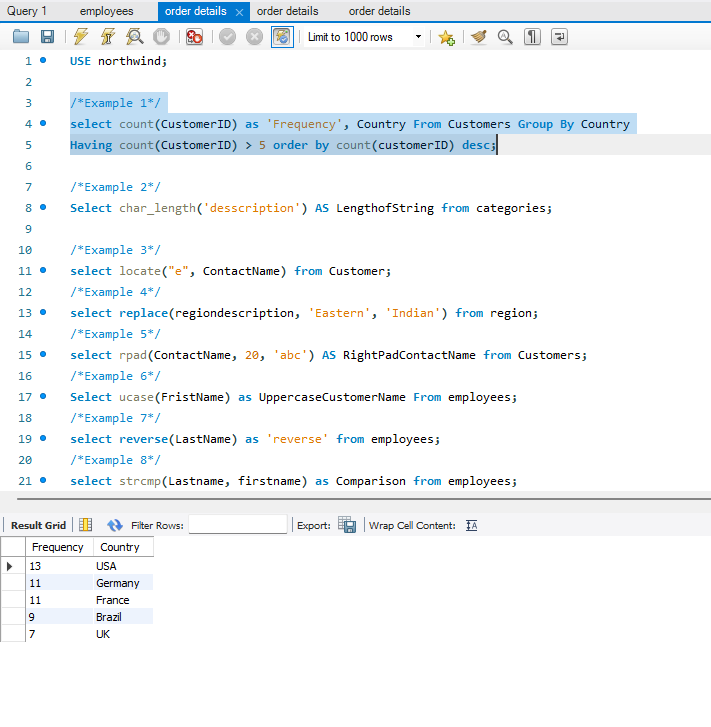 Query 1 employees order details order details order details
Limit to 1000 rows
1 USE northwind;
2
3 /*Example 1*/
4 select count(CustomerID) as 'Frequency', Country From Customers Group By Country
5 Having count(CustomerID) > 5 order by count(customerID) desc;
6
7 /*Example 2*/
8 Select char_length('desscription') AS LengthofString from categories;
9
10 /*Example 3*/
11 select locate("e", ContactName) from Customer;
12 /*Example 4*/
13 select replace(regiondescription, 'Eastern', 'Indian') from region;
14 /*Example 5*/
15 select rpad(ContactName, 20, 'abc') AS RightPadContactName from Customers;
16 /*Example 6*/
17 Select ucase(FristName) as UppercaseCustomerName From employees;
18 /*Example 7*/
19 select reverse(LastName) as 'reverse' from employees;
20 /*Example 8*/
21 select strcmp(Lastname, firstname) as Comparison from employees;
Result Grid Filter Rows: Export: Wrap Cell Content:
Frequency Country
13 USA
11 Germany
11 France
9 Brazil
7 UK